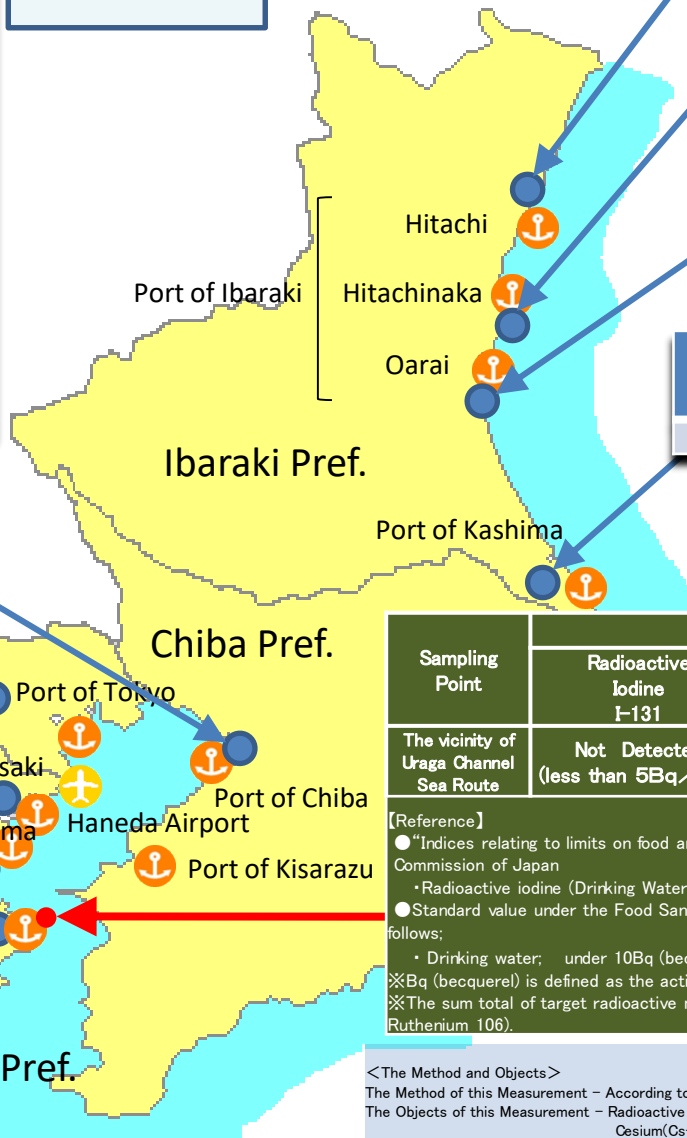 Hitachi
Port of Ibaraki
Hitachinaka
Oarai
Ibaraki Pref.
Port of Kashima
Chiba Pref.
Port of Tokyo
saki
Port of Chiba
ma
Haneda Airport
Port of Kisarazu
Pref.
Sampling
Point
Radioactive
Iodine
I-131
The vicinity of
Uraga Channel
Sea Route
Not Detecte
(less than 5Bq／
【Reference】
●“Indices relating to limits on food an
Commission of Japan
・Radioactive iodine (Drinking Water
●Standard value under the Food San
follows;
・Drinking water;　under 10Bq (bec
※Bq (becquerel) is defined as the acti
※The sum total of target radioactive n
Ruthenium 106).
＜The Method and Objects＞
The Method of this Measurement - According to
The Objects of this Measurement - Radioactive
Cesium(Cs